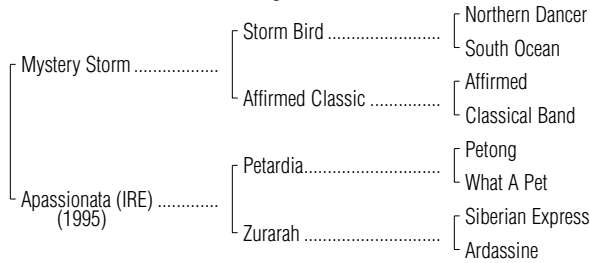 Northern Dancer
Storm Bird ....................
South Ocean
Mystery Storm ...............
Affirmed
Affirmed Classic ............
Classical Band
Petong
Petardia........................
What A Pet
Apassionata (IRE) ...........
(1995)
Siberian Express
Zurarah ........................
Ardassine